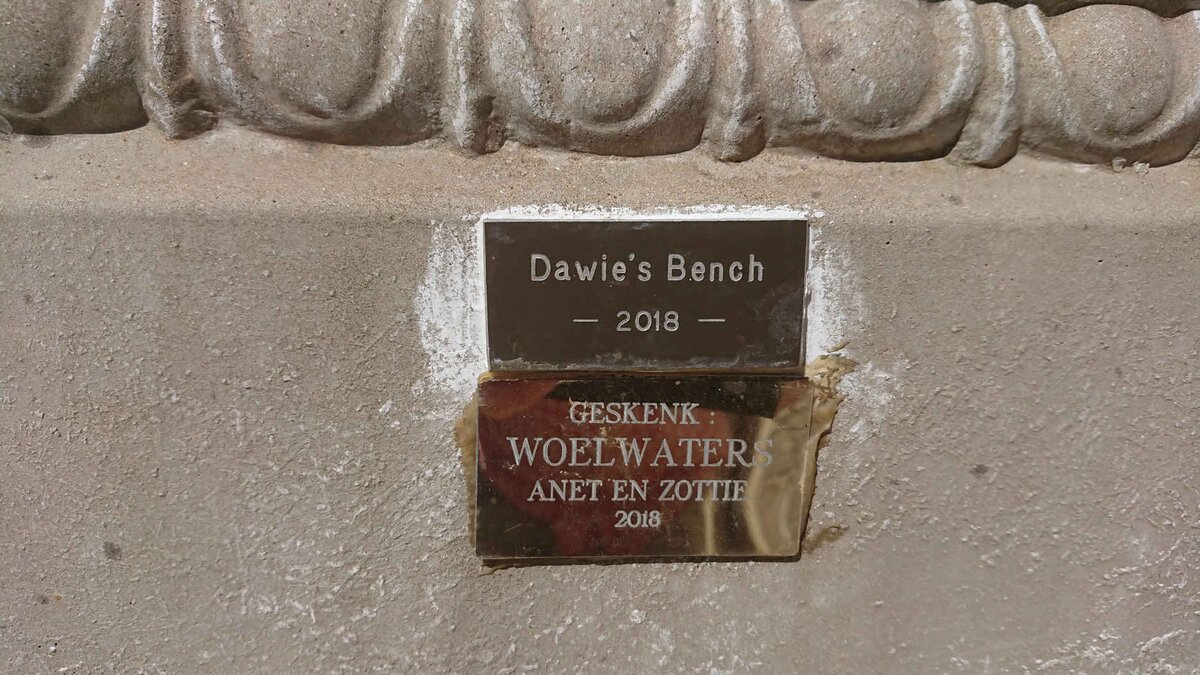 Dawie's Bench
— 2018 —
GESKENK :
WOELWATERS
ANET EN ZOTTIE
2018